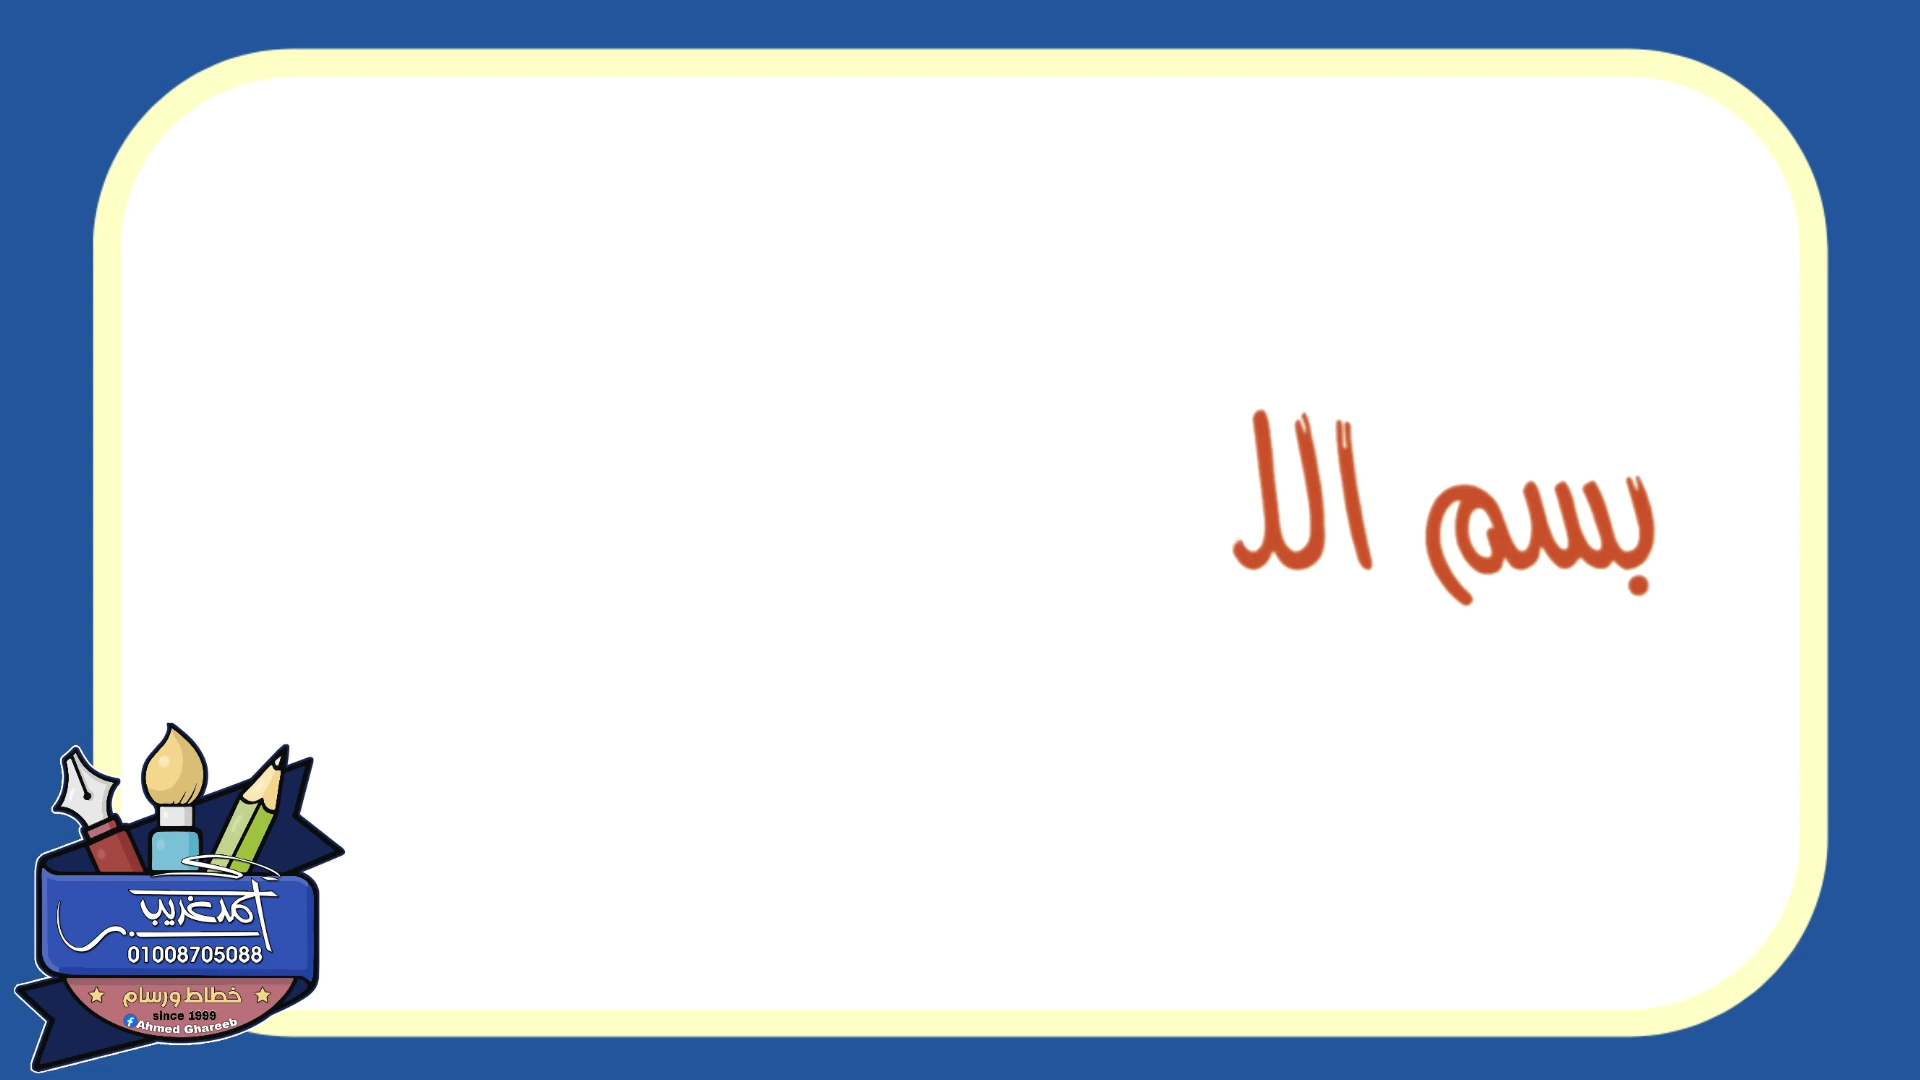 بسم الل
أحمد غريب
01008705088
خطاط ورسام
since 1999
Ahmed Ghareeb